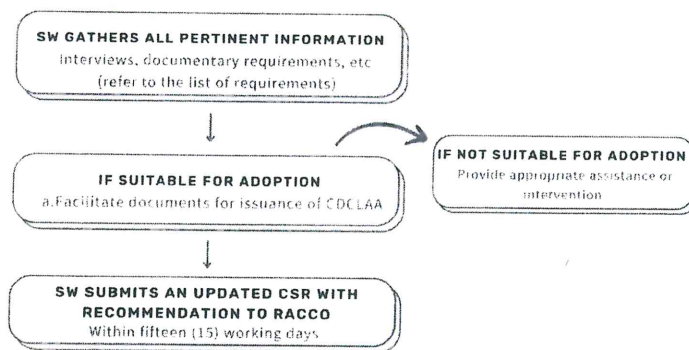 SW GATHERS ALL PERTINENT INFORMATION
Interviews, documentary requirements, etc
(refer to the list of requirements)
IF SUITABLE FOR ADOPTION
a.Facilitate documents for issuance of CDCLAA
IF NOT SUITABLE FOR ADOPTION
Provide appropriate assistance or
intervention
SW SUBMITS AN UPDATED CSR WITH
RECOMMENDATION TO RACCO
Within fifteen (15) working days